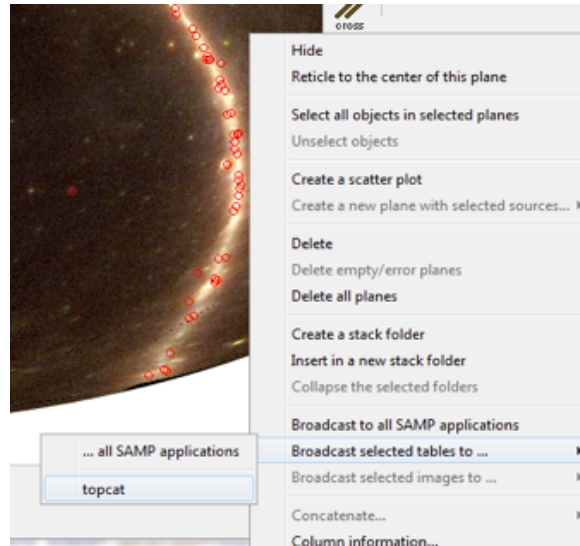 cross
Hide
Reticle to the center of this plane
Select all objects in selected planes
Unselect objects
Create a scatter plot
Create a new plane with selected sources...
Delete
Delete empty/error planes
Delete all planes
Create a stack folder
Insert in a new stack folder
Collapse the selected folders
Broadcast to all SAMP applications
... all SAMP applications
Broadcast selected tables to ...
Broadcast selected images to ...
topcat
Concatenate...
Column information...